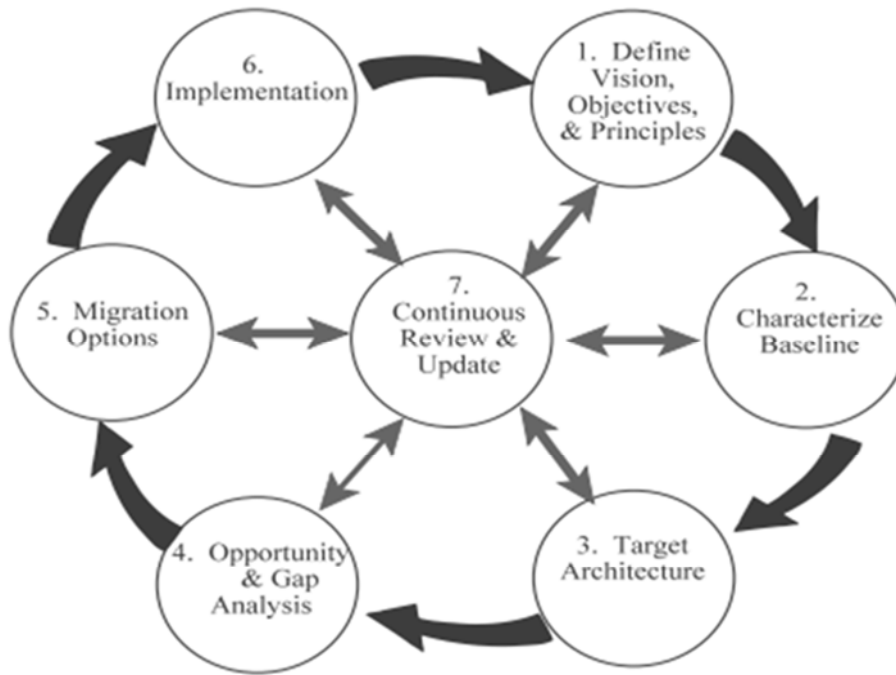 1. Define
Vision,
Objectives,
& Principles
2.
Characterize
Baseline
3. Target
Architecture
4. Opportunity
& Gap
Analysis
5. Migration
Options
6.
Implementation
7.
Continuous
Review &
Update